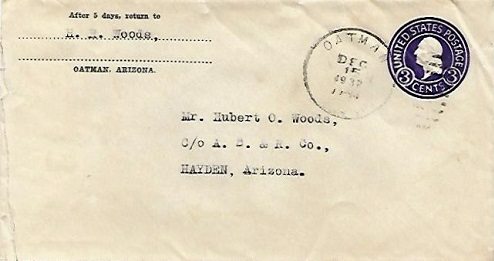 After 5 days, return to
H. E. Woods,
OATMAN, ARIZONA.
OATMAN
DEC
15
1932
UNITED STATES POSTAGE
3 3
CENTS
Mr. Hubert O. Woods,
C/o A. S. & R. Co.,
HAYDEN, Arizona.